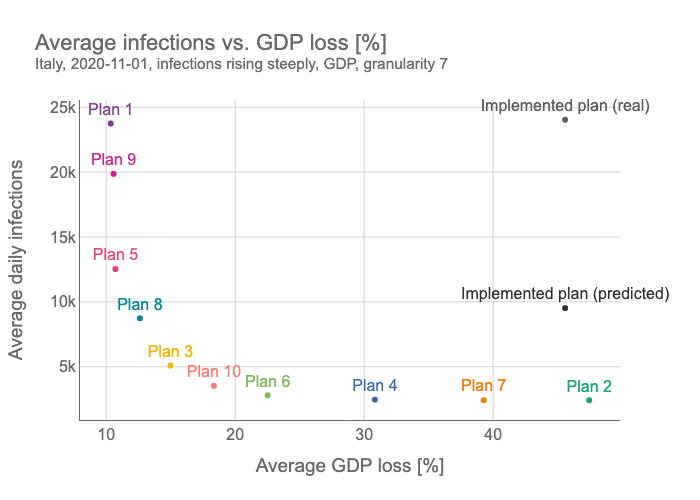 Average infections vs. GDP loss [%]
Italy, 2020-11-01, infections rising steeply, GDP, granularity 7
25k
Plan 1
Implemented plan (real)
Plan 9
20k
15k
Plan 5
10k
Plan 8
Implemented plan (predicted)
5k
Plan 3
Plan 10
Plan 6
Plan 4
Plan 7
Plan 2
Average daily infections
10
20
30
40
Average GDP loss [%]